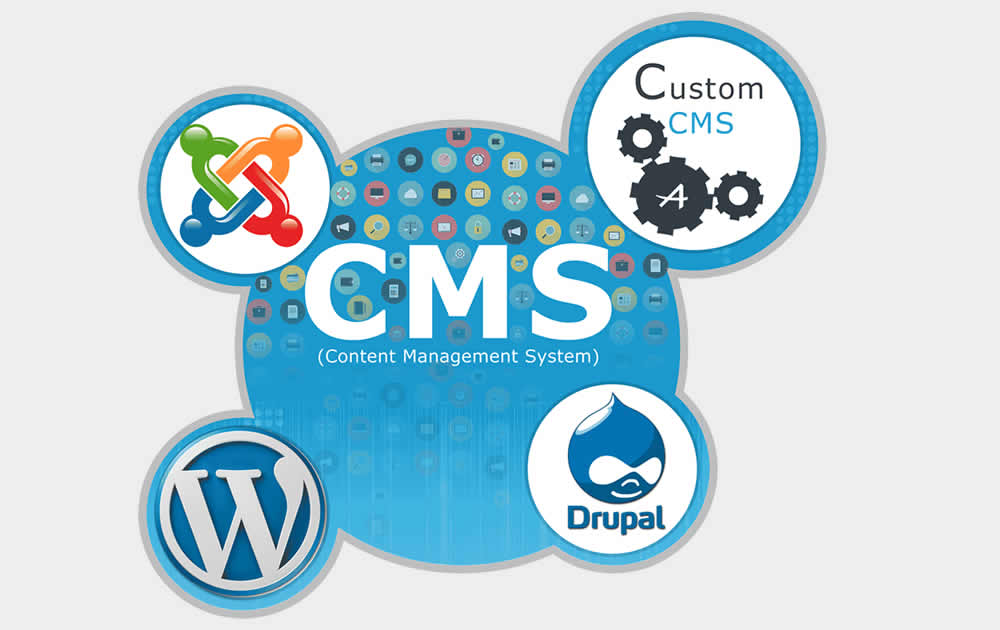 Custom
CMS
CMS
(Content Management System)
W
Drupal